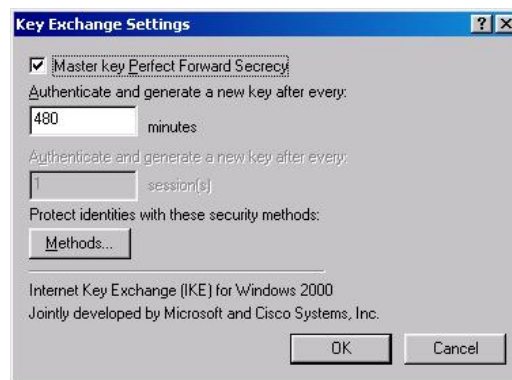 Key Exchange Settings
Master key Perfect Forward Secrecy
Authenticate and generate a new key after every:
480 minutes
Authenticate and generate a new key after every:
1 session(s)
Protect identities with these security methods:
Methods...
Internet Key Exchange (IKE) for Windows 2000
Jointly developed by Microsoft and Cisco Systems, Inc.
OK Cancel